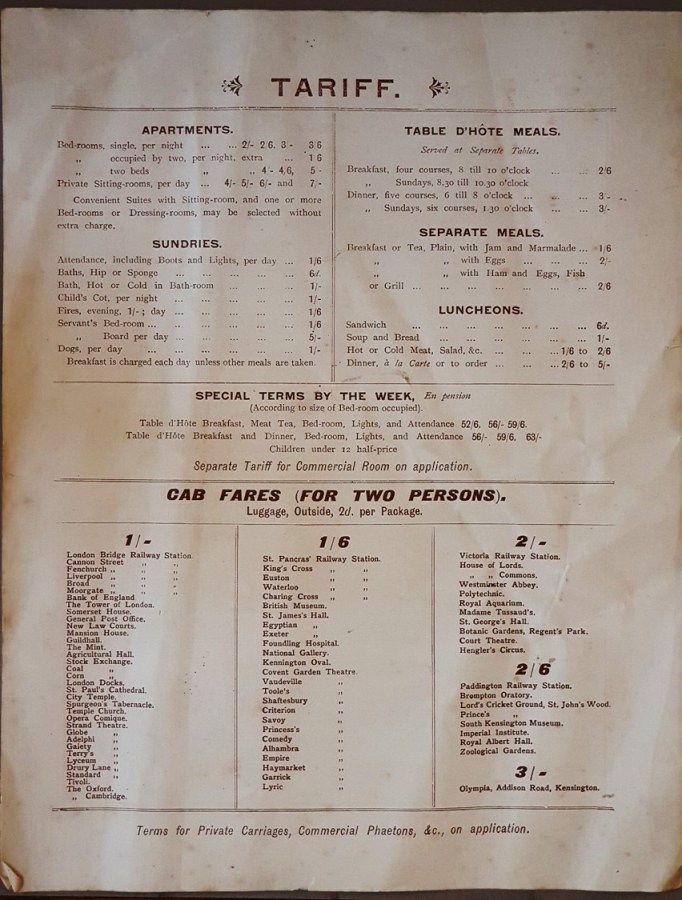 TARIFF.
APARTMENTS.
Bed-rooms, single, per night ... ... 2/- 2/6, 3/- 3/6
„ occupied by two, per night, extra ... 1/6
„ two beds „ „ 4/- 4/6, 5/-
Private Sitting-rooms, per day ... 4/- 5/- 6/- and 7/-
Convenient Suites with Sitting-room, and one or more
Bed-rooms or Dressing-rooms, may be selected without
extra charge.
SUNDRIES.
Attendance, including Boots and Lights, per day ... 1/6
Baths, Hip or Sponge ... ... ... ... ... 6d.
Bath, Hot or Cold in Bath-room ... ... ... 1/-
Child's Cot, per night ... ... ... ... ... 1/-
Fires, evening, 1/-; day ... ... ... ... ... 1/6
Servant's Bed-room ... ... ... ... ... ... 1/6
„ Board per day ... ... ... ... ... 5/-
Dogs, per day ... ... ... ... ... ... 1/-
Breakfast is charged each day unless other meals are taken.
TABLE D'HÔTE MEALS.
Served at Separate Tables.
Breakfast, four courses, 8 till 10 o'clock ... ... 2/6
„ Sundays, 8.30 till 10.30 o'clock
Dinner, five courses, 6 till 8 o'clock ... ... ... 3/-
„ Sundays, six courses, 1.30 o'clock ... ... 3/-
SEPARATE MEALS.
Breakfast or Tea, Plain, with Jam and Marmalade ... 1/6
„ „ with Eggs ... ... ... 2/-
„ „ with Ham and Eggs, Fish
or Grill ... ... ... ... ... ... ... 2/6
LUNCHEONS.
Sandwich ... ... ... ... ... ... ... 6d.
Soup and Bread ... ... ... ... ... ... 1/-
Hot or Cold Meat, Salad, &c. ... ... ... 1/6 to 2/6
Dinner, à la Carte or to order ... ... ... 2/6 to 5/-
SPECIAL TERMS BY THE WEEK, En pension
(According to size of Bed-room occupied).
Table d'Hôte Breakfast, Meat Tea, Bed-room, Lights, and Attendance 52/6, 56/- 59/6.
Table d'Hôte Breakfast and Dinner, Bed-room, Lights, and Attendance 56/- 59/6, 63/-
Children under 12 half-price
Separate Tariff for Commercial Room on application.
CAB FARES (FOR TWO PERSONS).
Luggage, Outside, 2d. per Package.
1/-
London Bridge Railway Station.
Cannon Street „ „
Fenchurch „ „ „
Liverpool „ „ „
Broad „ „ „
Moorgate „ „ „
Bank of England
The Tower of London.
Somerset House.
General Post Office.
New Law Courts.
Mansion House.
Guildhall.
The Mint.
Agricultural Hall.
Stock Exchange.
Coal „
Corn „
London Docks.
St. Paul's Cathedral.
City Temple.
Spurgeon's Tabernacle.
Temple Church.
Opera Comique.
Strand Theatre.
Globe „
Adelphi „
Gaiety „
Terry's „
Lyceum „
Drury Lane „
Standard „
Tivoli.
The Oxford.
„ Cambridge.
1/6
St. Pancras' Railway Station.
King's Cross „ „
Euston „ „
Waterloo „ „
Charing Cross „ „
British Museum.
St. James's Hall.
Egyptian „
Exeter „
Foundling Hospital.
National Gallery.
Kennington Oval.
Covent Garden Theatre.
Vaudeville „
Toole's „
Shaftesbury „
Criterion „
Savoy „
Princess's „
Comedy „
Alhambra „
Empire „
Haymarket „
Garrick „
Lyric „
2/-
Victoria Railway Station.
House of Lords.
„ „ Commons.
Westminster Abbey.
Polytechnic.
Royal Aquarium.
Madame Tussaud's.
St. George's Hall.
Botanic Gardens, Regent's Park.
Court Theatre.
Hengler's Circus.
2/6
Paddington Railway Station.
Brompton Oratory.
Lord's Cricket Ground, St. John's Wood.
Prince's „
South Kensington Museum.
Imperial Institute.
Royal Albert Hall.
Zoological Gardens.
3/-
Olympia, Addison Road, Kensington.
Terms for Private Carriages, Commercial Phaetons, &c., on application.